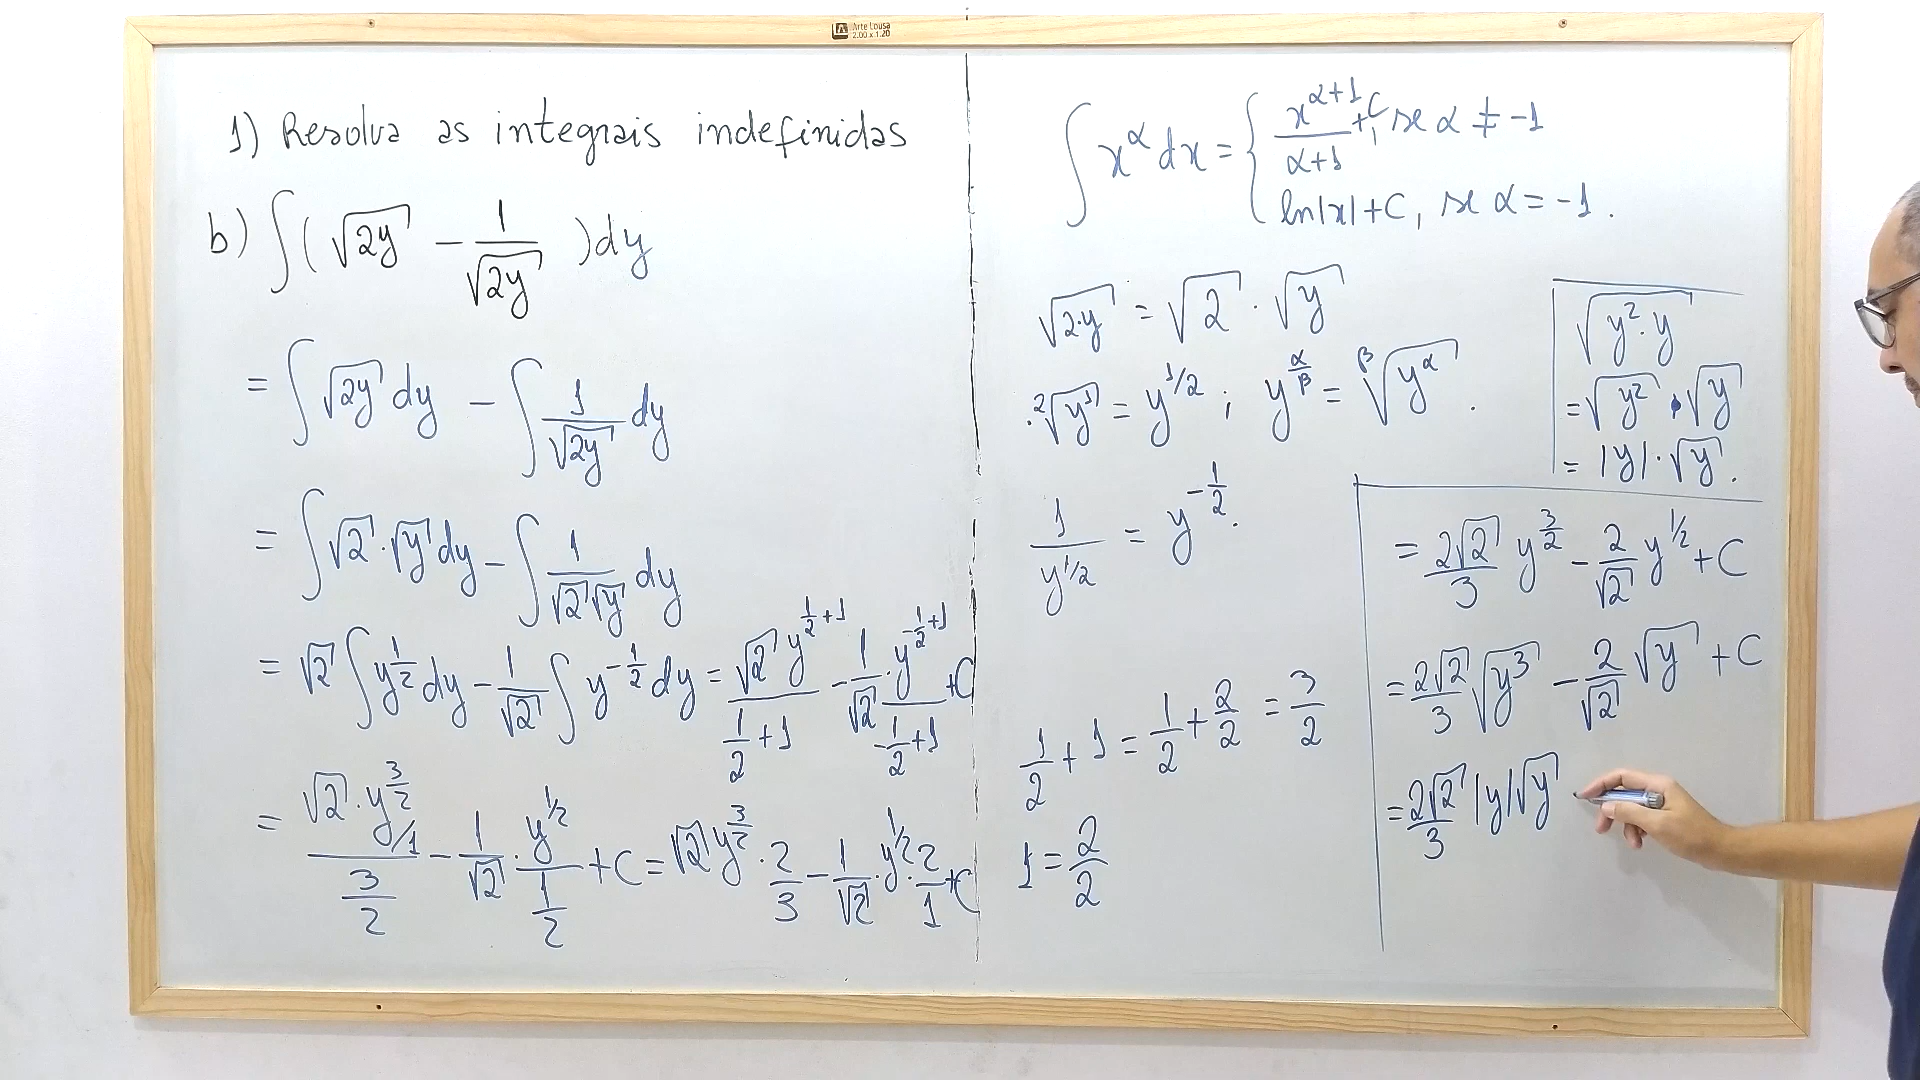 Arte Lousa
2.00 x 1.20
1) Resolva as integrais indefinidas
b) ∫(√2y − 1/√2y)dy
= ∫√2y dy − ∫ 1/√2y dy
= ∫√2·√y dy − ∫ 1/√2√y dy
= √2 ∫y^1/2 dy − 1/√2 ∫ y^−1/2 dy = √2 y^(1/2+1)/(1/2+1) − 1/√2 · y^(−1/2+1)/(−1/2+1) + C
= √2·y^3/2/1/(3/2) − 1/√2 · y^1/2/(1/2) + C = √2 y^3/2 · 2/3 − 1/√2 · y^1/2 · 2/1 + C
∫x^α dx = { x^(α+1)/(α+1) + C, se α ≠ −1
ln|x| + C, se α = −1.
√2·y = √2 · √y
· ²√y¹ = y^1/2 ; y^α/β = ᵝ√y^α .
1/y^1/2 = y^−1/2.
1/2 + 1 = 1/2 + 2/2 = 3/2
1 = 2/2
√y²·y
= √y² · √y
= |y|·√y.
= 2√2/3 y^3/2 − 2/√2 y^1/2 + C
= 2√2/3 √y³ − 2/√2 √y + C
= 2√2/3 |y|√y